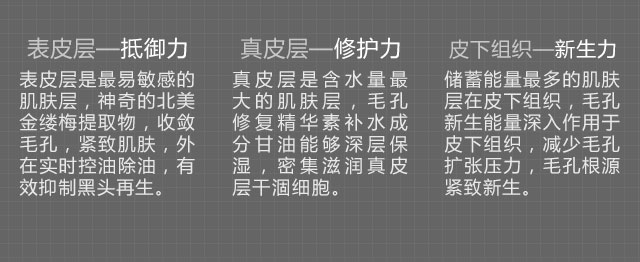 表皮层—抵御力
表皮层是最易敏感的
肌肤层，神奇的北美
金缕梅提取物，收敛
毛孔，紧致肌肤，外
在实时控油除油，有
效抑制黑头再生。
真皮层—修护力
真皮层是含水量最
大的肌肤层，毛孔
修复精华素补水成
分甘油能够深层保
湿，密集滋润真皮
层干涸细胞。
皮下组织—新生力
储蓄能量最多的肌肤
层在皮下组织，毛孔
新生能量深入作用于
皮下组织，减少毛孔
扩张压力，毛孔根源
紧致新生。